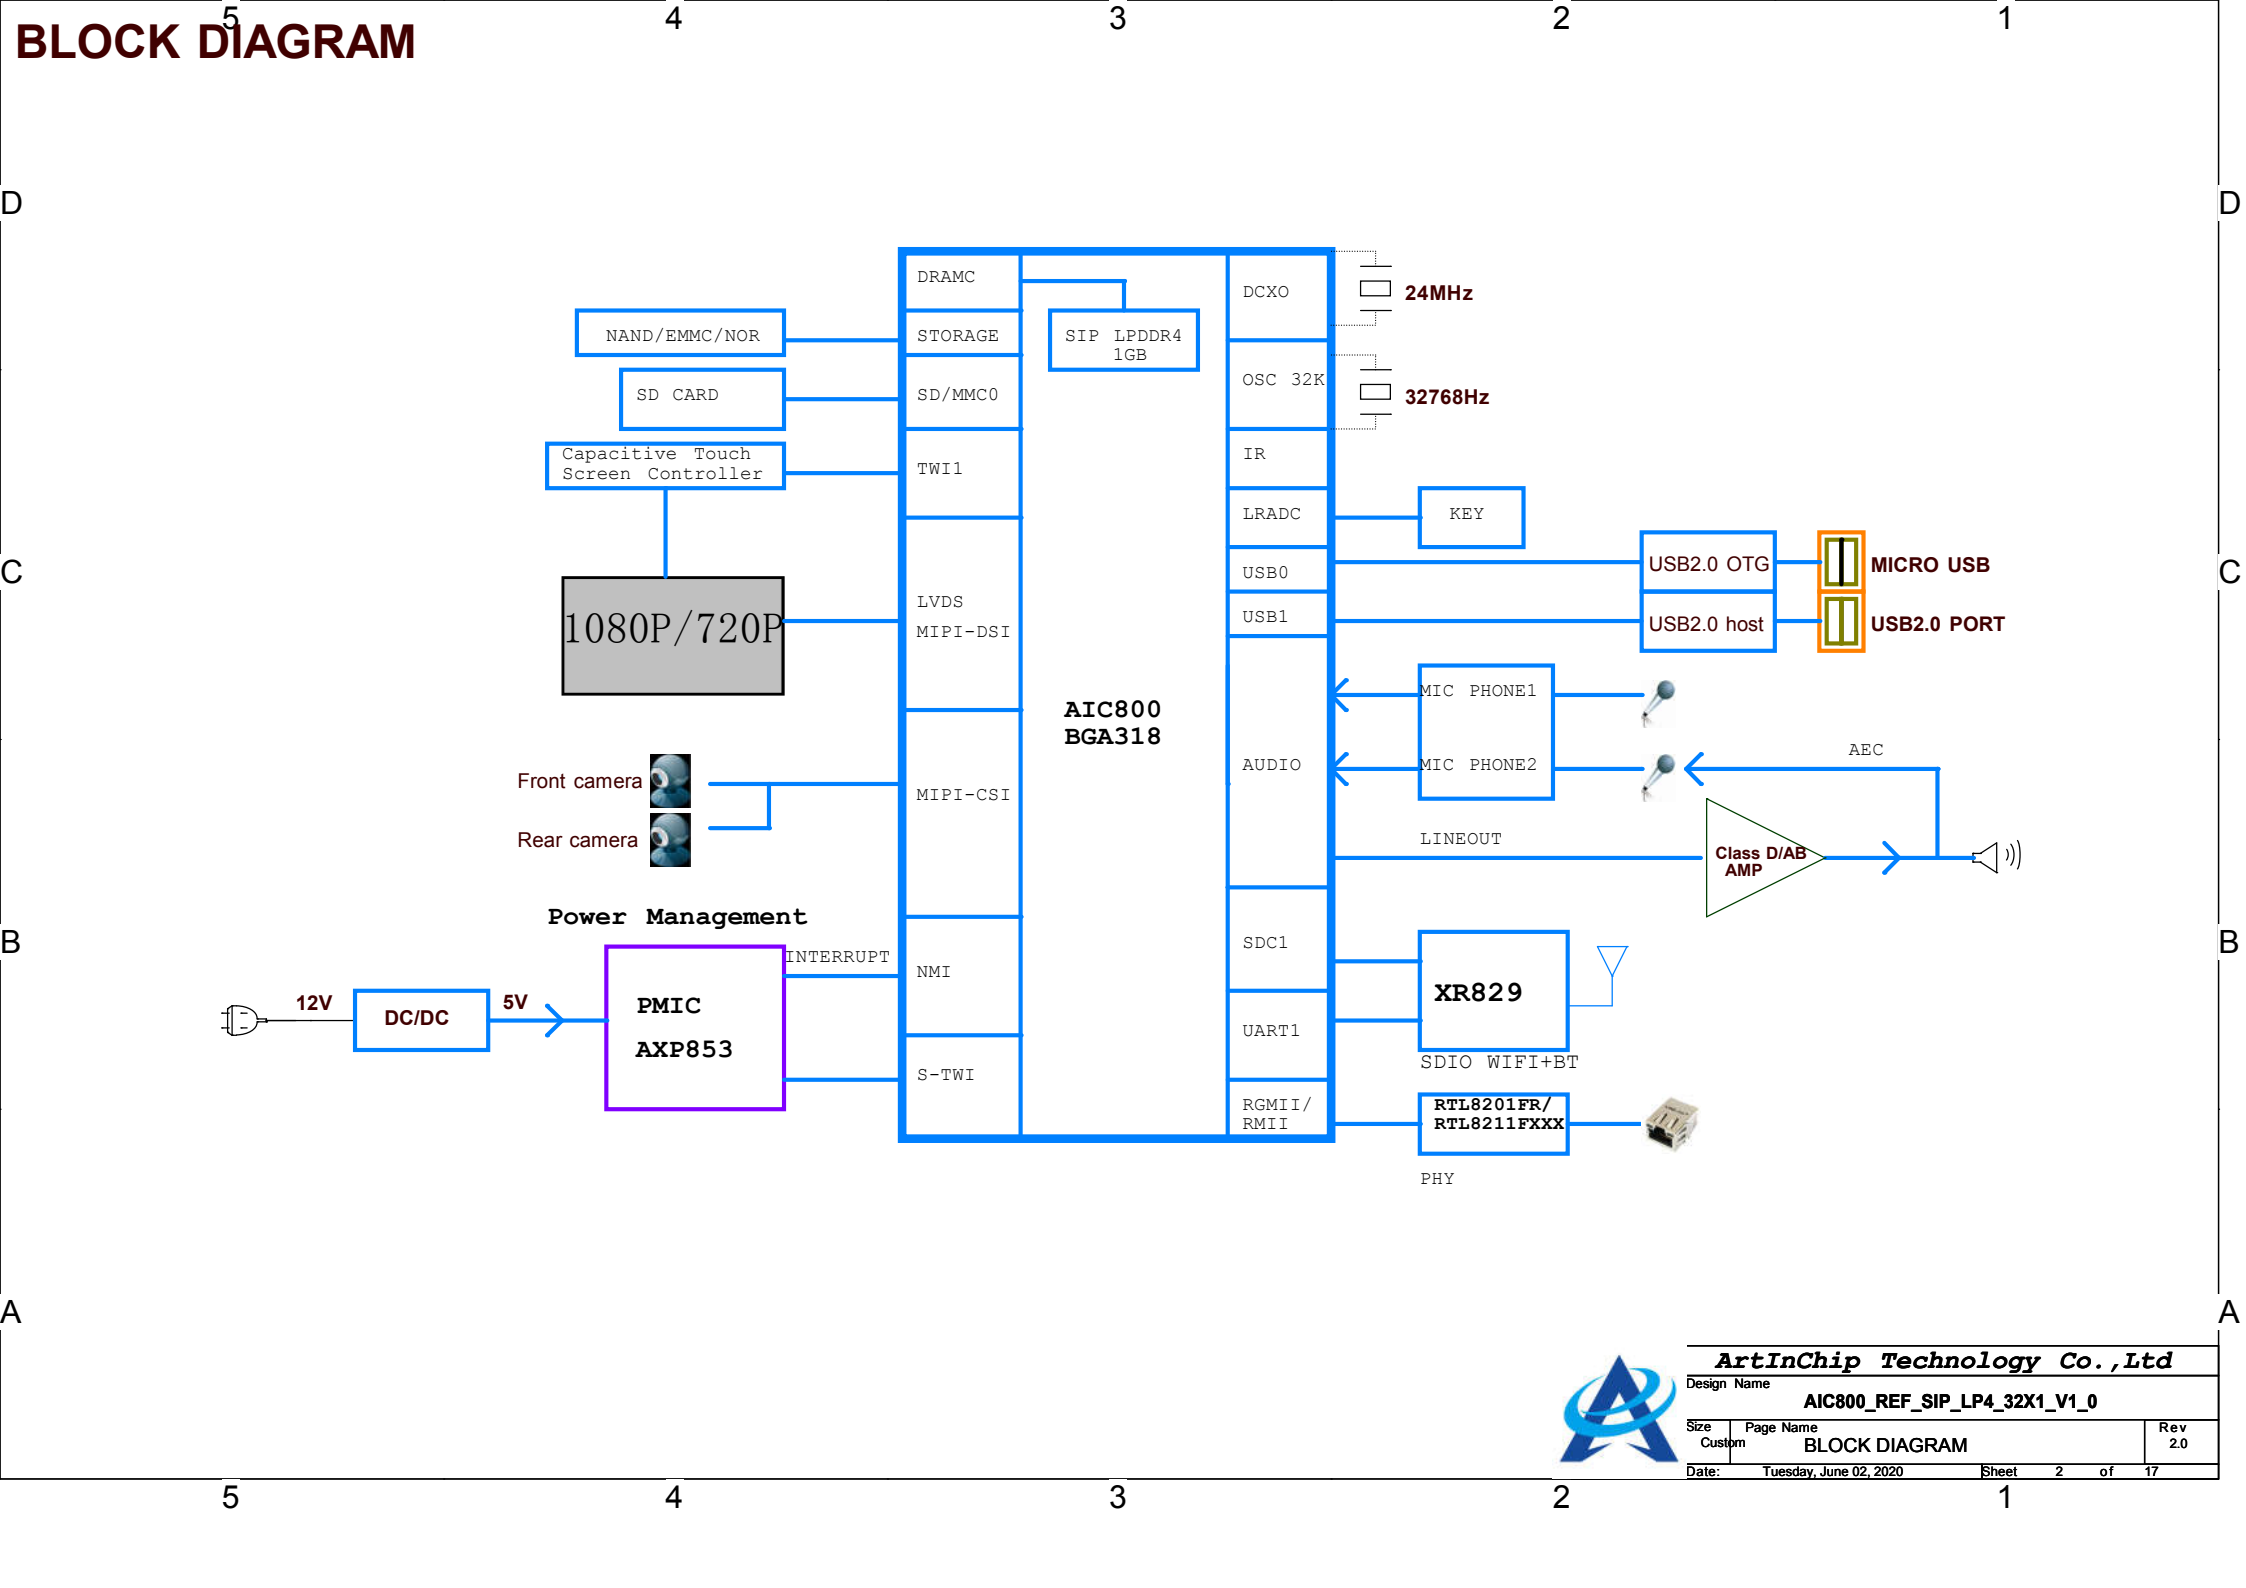 5 4 3 2 1
BLOCK DIAGRAM
D D
DRAMC
DCXO
24MHz
NAND/EMMC/NOR
STORAGE
SIP LPDDR4
1GB
OSC 32K
32768Hz
SD CARD
SD/MMC0
Capacitive Touch
Screen Controller
TWI1
IR
LRADC
KEY
C C
USB0
USB2.0 OTG
MICRO USB
LVDS
MIPI-DSI
1080P/720P
USB1
USB2.0 host
USB2.0 PORT
MIC PHONE1
AIC800
BGA318
AUDIO
MIC PHONE2
AEC
Front camera
MIPI-CSI
Rear camera
LINEOUT
Class D/AB
AMP
Power Management
B B
INTERRUPT
NMI
SDC1
12V
DC/DC
5V
PMIC
AXP853
XR829
UART1
SDIO WIFI+BT
S-TWI
RGMII/
RMII
RTL8201FR/
RTL8211FXXX
PHY
A A
ArtInChip Technology Co.,Ltd
Design Name
AIC800_REF_SIP_LP4_32X1_V1_0
Size Page Name Rev
Custom BLOCK DIAGRAM 2.0
Date: Tuesday, June 02, 2020 Sheet 2 of 17
5 4 3 2 1